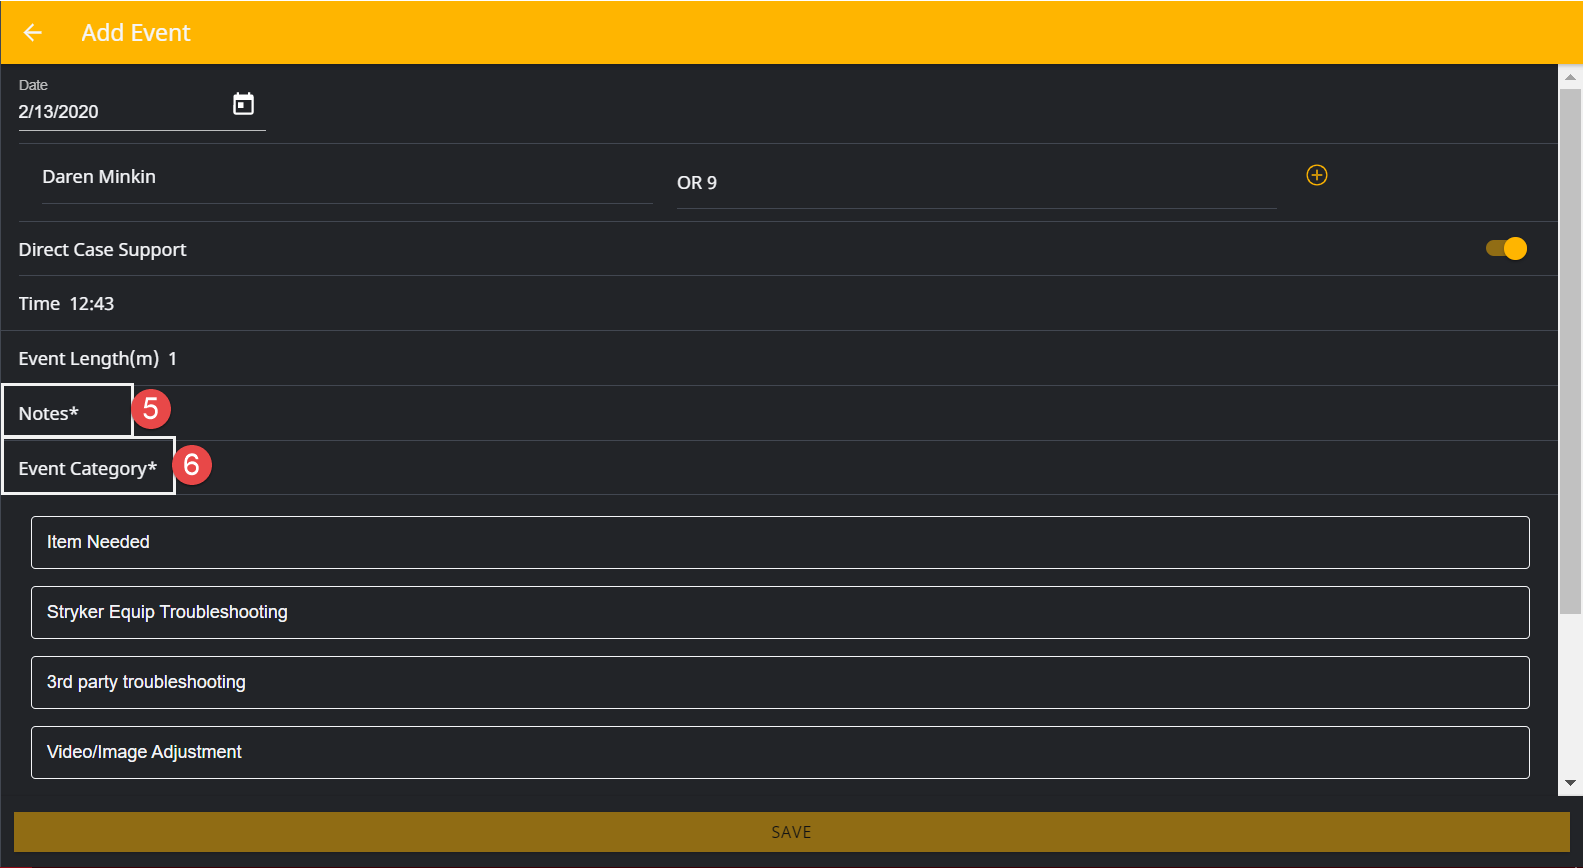 Add Event
Date
2/13/2020
Daren Minkin
OR 9
Direct Case Support
Time 12:43
Event Length(m) 1
Notes* 5
Event Category* 6
Item Needed
Stryker Equip Troubleshooting
3rd party troubleshooting
Video/Image Adjustment
SAVE